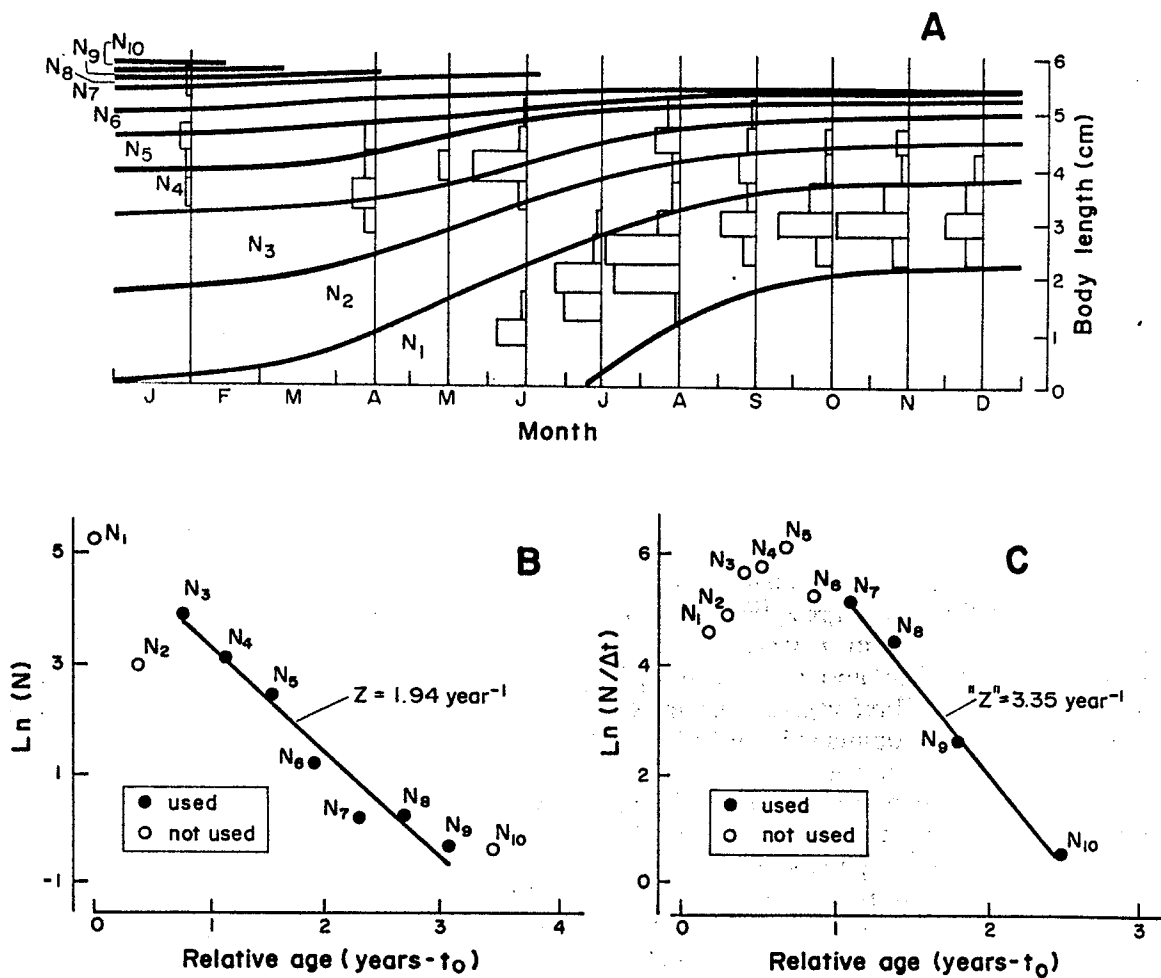 A
N10
N9
N8
N7
N6
N5
N4
N3
N2
N1
6
5
4
3
2
1
0
Body length (cm)
J F M A M J J A S O N D
Month
B
Ln (N)
5
3
1
-1
N1
N2
N3
N4
N5
N6
N7
N8
N9
N10
Z = 1.94 year-1
● used
○ not used
0 1 2 3 4
Relative age (years-to)
C
Ln (N/Δt)
6
4
2
0
N1
N2
N3
N4
N5
N6
N7
N8
N9
N10
"Z"=3.35 year-1
● used
○ not used
0 1 2 3
Relative age (years-to)